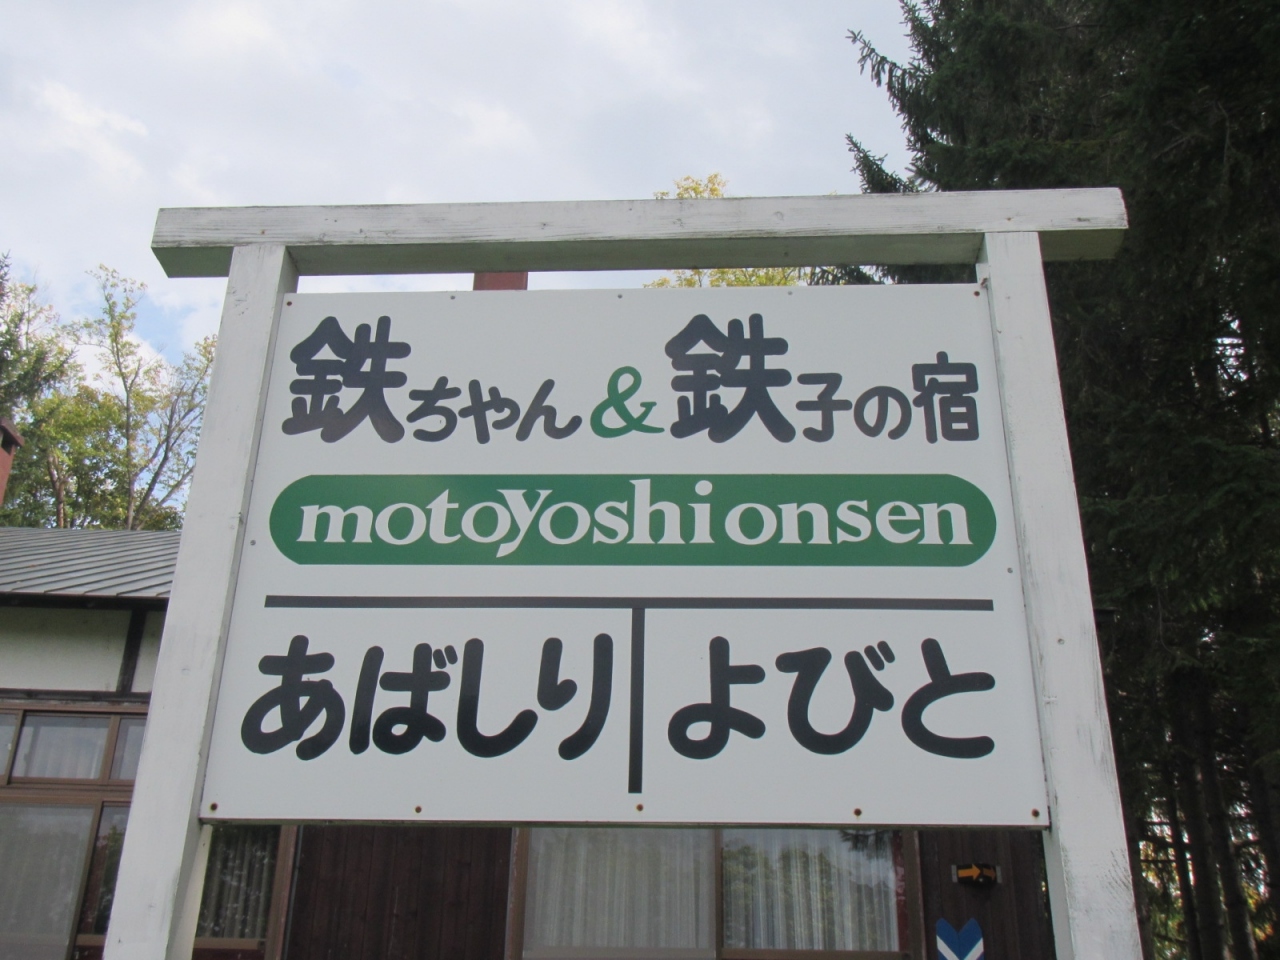 鉄ちゃん&鉄子の宿
motoyoshi onsen
あばしり よびと